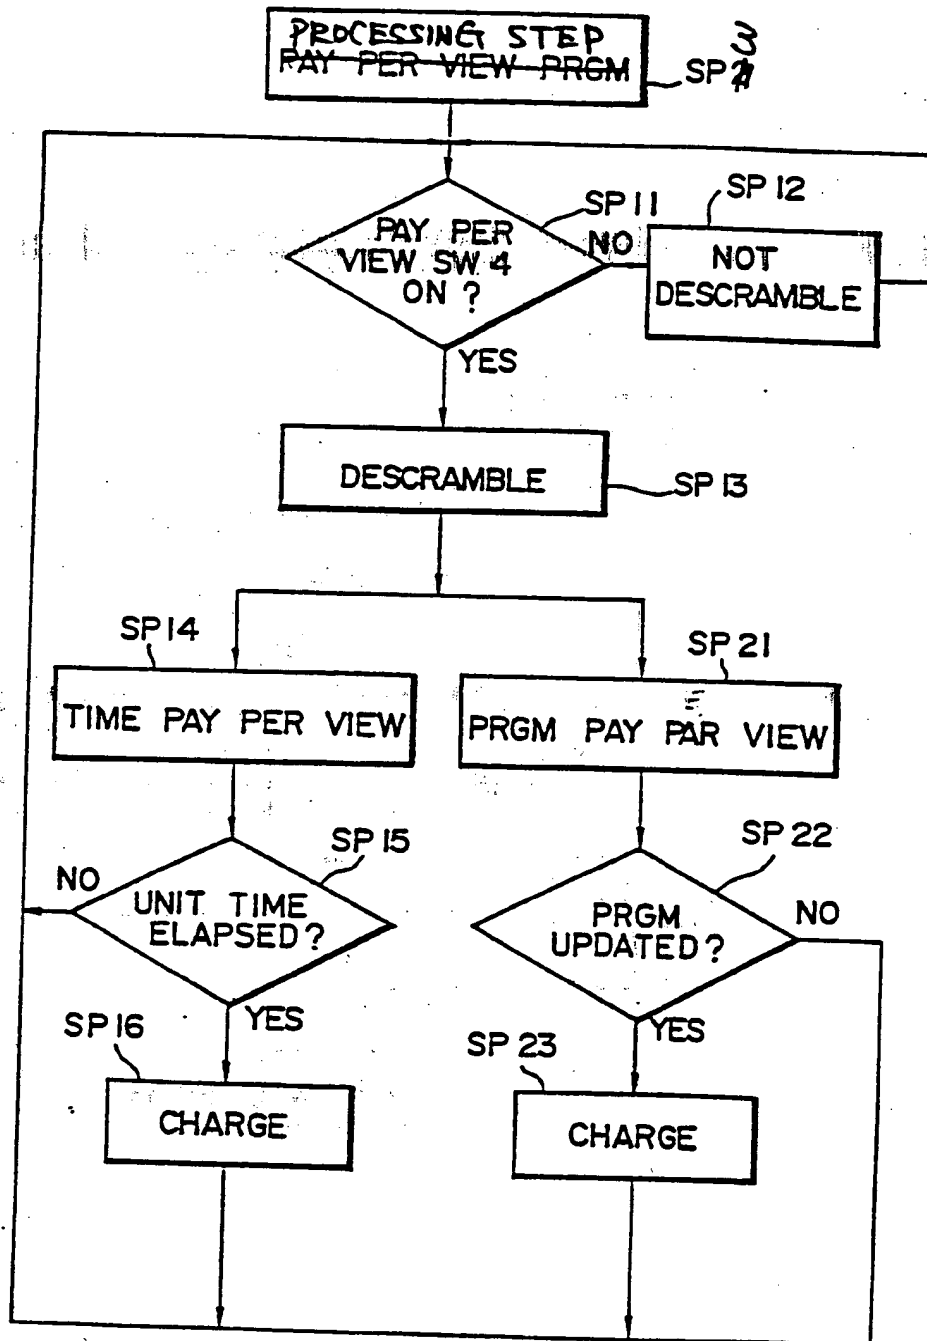 PROCESSING STEP
PAY PER VIEW PRGM
SP 3
SP 11
SP 12
PAY PER
VIEW SW 4
ON ?
NO
NOT
DESCRAMBLE
YES
DESCRAMBLE
SP 13
SP 14
SP 21
TIME PAY PER VIEW
PRGM PAY PAR VIEW
SP 15
SP 22
NO
UNIT TIME
ELAPSED ?
PRGM
UPDATED ?
NO
YES
YES
SP 16
SP 23
CHARGE
CHARGE